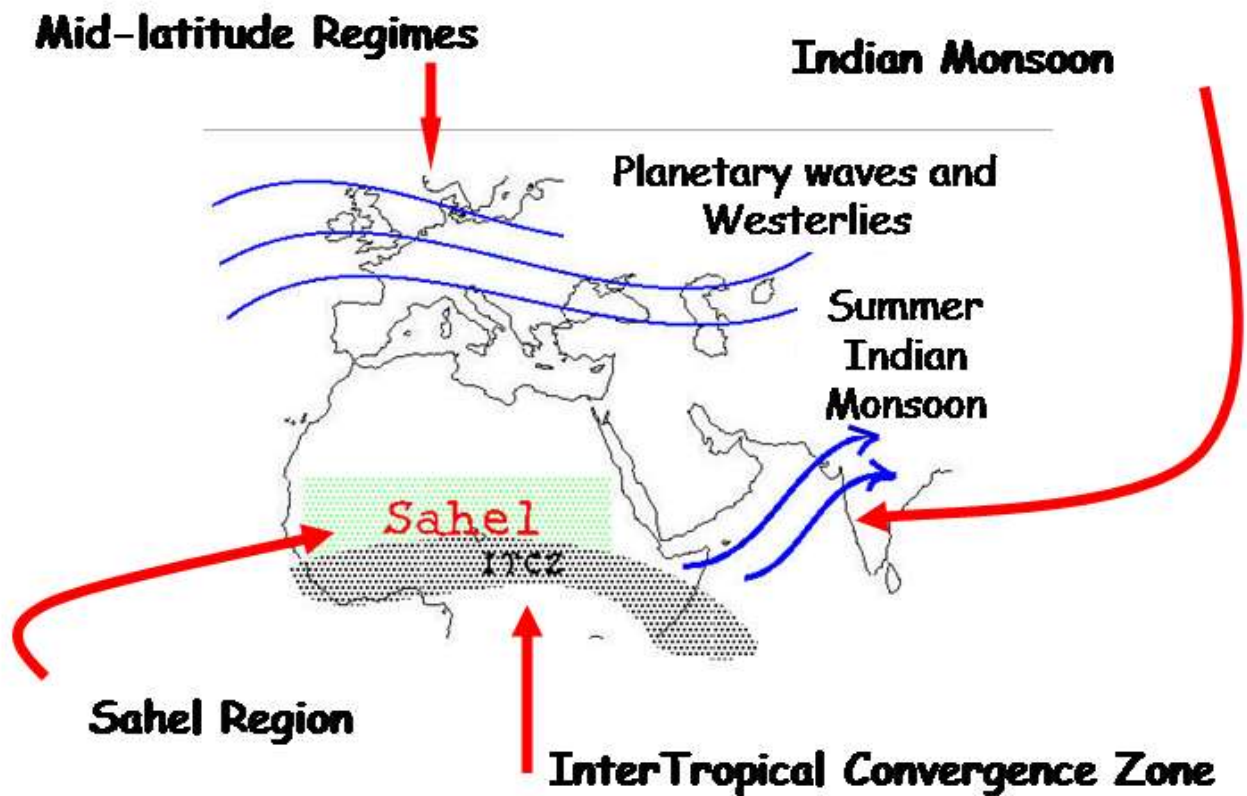 Mid-latitude Regimes
Indian Monsoon
Planetary waves and
Westerlies
Summer
Indian
Monsoon
Sahel
ITCZ
Sahel Region
InterTropical Convergence Zone